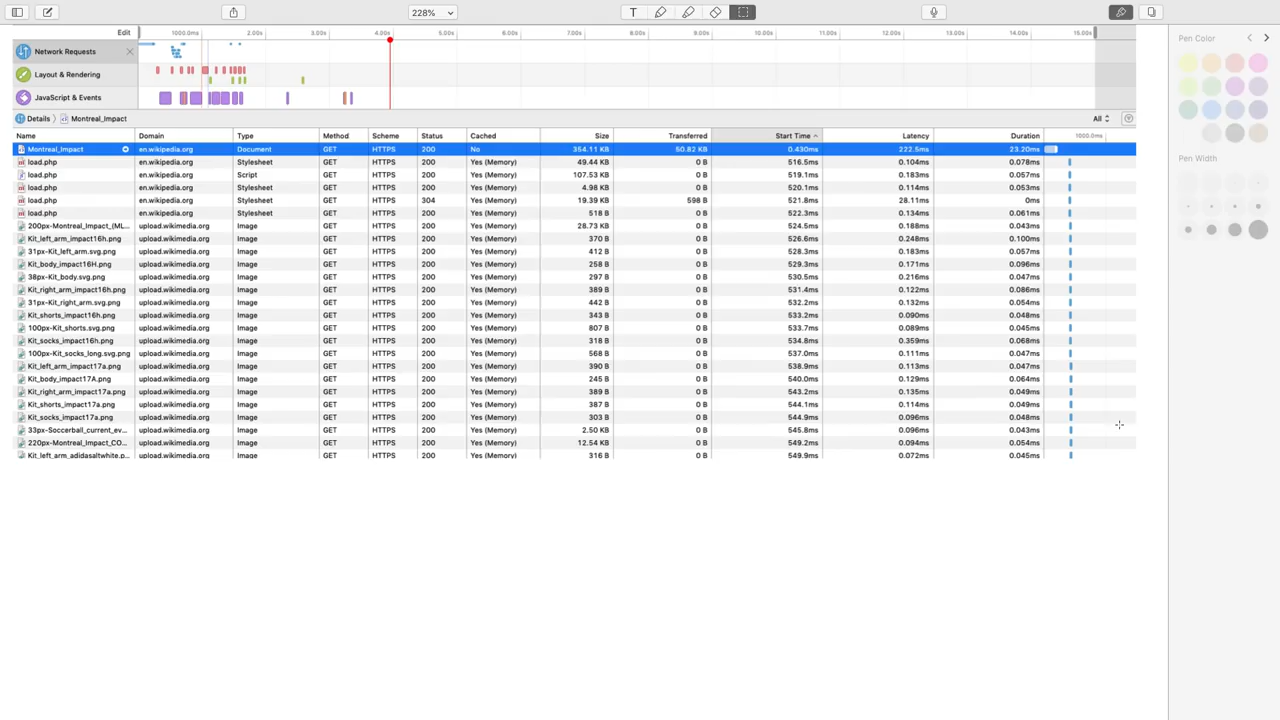 228%
T
Pen Color
Edit 1000.0ms 2.00s 3.00s 4.00s 5.00s 6.00s 7.00s 8.00s 9.00s 10.00s 11.00s 12.00s 13.00s 14.00s 15.00s
Network Requests
Layout & Rendering
JavaScript & Events
Details Montreal_Impact All
Name Domain Type Method Scheme Status Cached Size Transferred Start Time Latency Duration 1000.0ms
Montreal_Impact en.wikipedia.org Document GET HTTPS 200 No 354.11 KB 50.82 KB 0.430ms 222.5ms 23.20ms
load.php en.wikipedia.org Stylesheet GET HTTPS 200 Yes (Memory) 49.44 KB 0 B 516.5ms 0.104ms 0.078ms
load.php en.wikipedia.org Script GET HTTPS 200 Yes (Memory) 107.53 KB 0 B 519.1ms 0.183ms 0.057ms
load.php en.wikipedia.org Stylesheet GET HTTPS 200 Yes (Memory) 4.98 KB 0 B 520.1ms 0.114ms 0.053ms
load.php en.wikipedia.org Stylesheet GET HTTPS 304 Yes (Memory) 19.39 KB 598 B 521.8ms 28.11ms 0ms
load.php en.wikipedia.org Stylesheet GET HTTPS 200 Yes (Memory) 518 B 0 B 522.3ms 0.134ms 0.061ms
200px-Montreal_Impact_(ML... upload.wikimedia.org Image GET HTTPS 200 Yes (Memory) 28.73 KB 0 B 524.5ms 0.188ms 0.043ms
Kit_left_arm_impact16h.png upload.wikimedia.org Image GET HTTPS 200 Yes (Memory) 370 B 0 B 526.6ms 0.248ms 0.100ms
31px-Kit_left_arm.svg.png upload.wikimedia.org Image GET HTTPS 200 Yes (Memory) 412 B 0 B 528.3ms 0.183ms 0.057ms
Kit_body_impact16H.png upload.wikimedia.org Image GET HTTPS 200 Yes (Memory) 258 B 0 B 529.3ms 0.171ms 0.096ms
38px-Kit_body.svg.png upload.wikimedia.org Image GET HTTPS 200 Yes (Memory) 297 B 0 B 530.5ms 0.216ms 0.047ms
Kit_right_arm_impact16h.png upload.wikimedia.org Image GET HTTPS 200 Yes (Memory) 389 B 0 B 531.4ms 0.122ms 0.086ms
31px-Kit_right_arm.svg.png upload.wikimedia.org Image GET HTTPS 200 Yes (Memory) 442 B 0 B 532.2ms 0.132ms 0.054ms
Kit_shorts_impact16h.png upload.wikimedia.org Image GET HTTPS 200 Yes (Memory) 343 B 0 B 533.2ms 0.090ms 0.048ms
100px-Kit_shorts.svg.png upload.wikimedia.org Image GET HTTPS 200 Yes (Memory) 807 B 0 B 533.7ms 0.089ms 0.045ms
Kit_socks_impact16h.png upload.wikimedia.org Image GET HTTPS 200 Yes (Memory) 318 B 0 B 534.8ms 0.359ms 0.068ms
100px-Kit_socks_long.svg.png upload.wikimedia.org Image GET HTTPS 200 Yes (Memory) 568 B 0 B 537.0ms 0.111ms 0.047ms
Kit_left_arm_impact17a.png upload.wikimedia.org Image GET HTTPS 200 Yes (Memory) 390 B 0 B 538.9ms 0.113ms 0.047ms
Kit_body_impact17A.png upload.wikimedia.org Image GET HTTPS 200 Yes (Memory) 245 B 0 B 540.0ms 0.129ms 0.064ms
Kit_right_arm_impact17a.png upload.wikimedia.org Image GET HTTPS 200 Yes (Memory) 389 B 0 B 543.2ms 0.135ms 0.049ms
Kit_shorts_impact17a.png upload.wikimedia.org Image GET HTTPS 200 Yes (Memory) 387 B 0 B 544.1ms 0.114ms 0.049ms
Kit_socks_impact17a.png upload.wikimedia.org Image GET HTTPS 200 Yes (Memory) 303 B 0 B 544.9ms 0.096ms 0.048ms
33px-Soccerball_current_ev... upload.wikimedia.org Image GET HTTPS 200 Yes (Memory) 2.50 KB 0 B 545.8ms 0.096ms 0.043ms
220px-Montreal_Impact_CO... upload.wikimedia.org Image GET HTTPS 200 Yes (Memory) 12.54 KB 0 B 549.2ms 0.094ms 0.054ms
Kit_left_arm_adidasaltwhite.p... upload.wikimedia.org Image GET HTTPS 200 Yes (Memory) 316 B 0 B 549.9ms 0.072ms 0.045ms
Pen Width